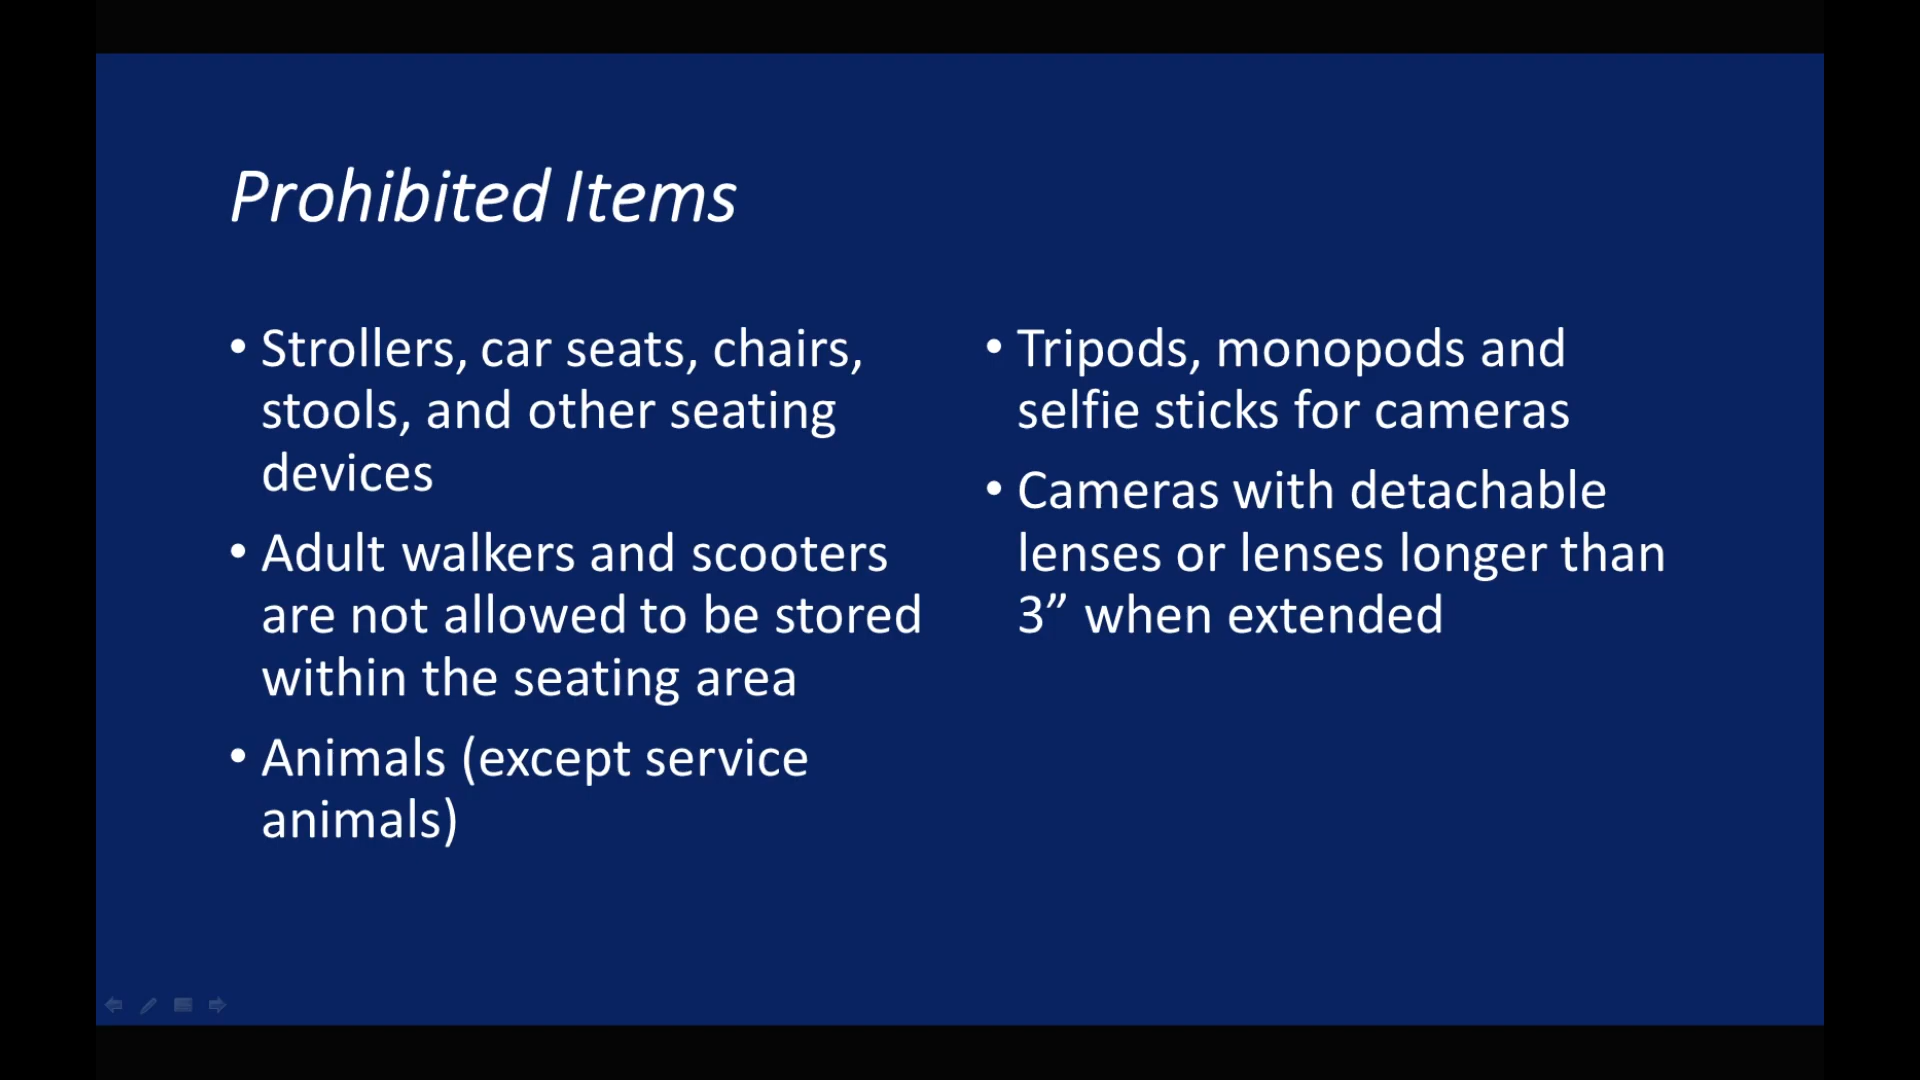 Prohibited Items
• Strollers, car seats, chairs,
stools, and other seating
devices
• Adult walkers and scooters
are not allowed to be stored
within the seating area
• Animals (except service
animals)
• Tripods, monopods and
selfie sticks for cameras
• Cameras with detachable
lenses or lenses longer than
3” when extended